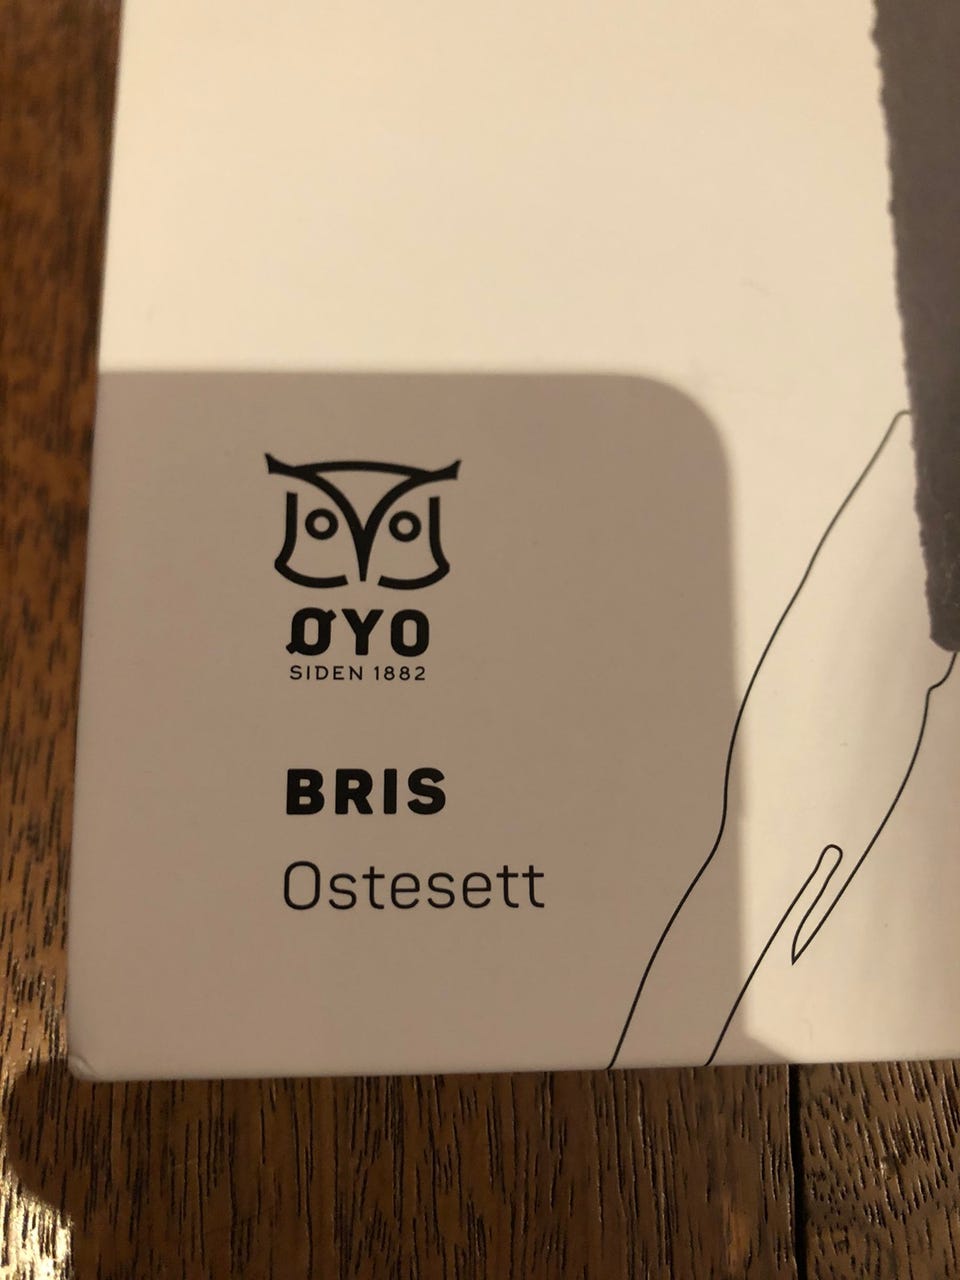 ØYO
SIDEN 1882
BRIS
Ostesett